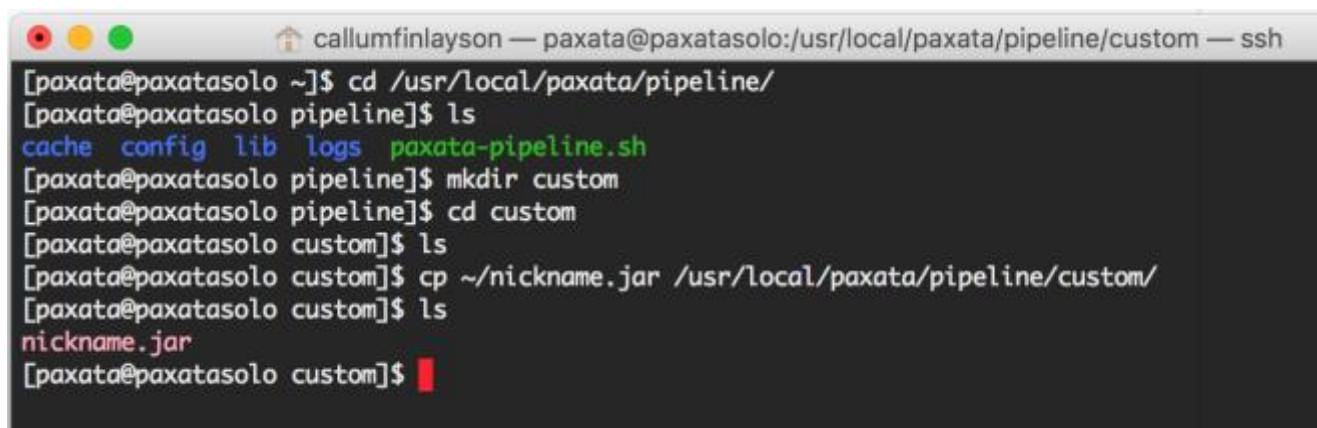 callumfinlayson — paxata@paxatasolo:/usr/local/paxata/pipeline/custom — ssh
[paxata@paxatasolo ~]$ cd /usr/local/paxata/pipeline/
[paxata@paxatasolo pipeline]$ ls
cache config lib logs paxata-pipeline.sh
[paxata@paxatasolo pipeline]$ mkdir custom
[paxata@paxatasolo pipeline]$ cd custom
[paxata@paxatasolo custom]$ ls
[paxata@paxatasolo custom]$ cp ~/nickname.jar /usr/local/paxata/pipeline/custom/
[paxata@paxatasolo custom]$ ls
nickname.jar
[paxata@paxatasolo custom]$